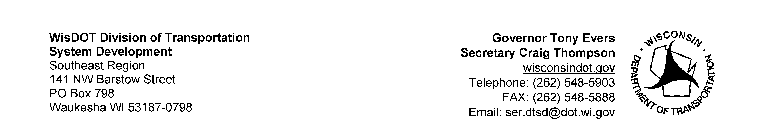 WisDOT Division of Transportation
System Development
Southeast Region
141 NW Barstow Street
PO Box 798
Waukesha WI 53187-0798
Governor Tony Evers
Secretary Craig Thompson
wisconsindot.gov
Telephone: (262) 548-5903
FAX: (262) 548-5888
Email: ser.dtsd@dot.wi.gov
WISCONSIN
DEPARTMENT OF TRANSPORTATION